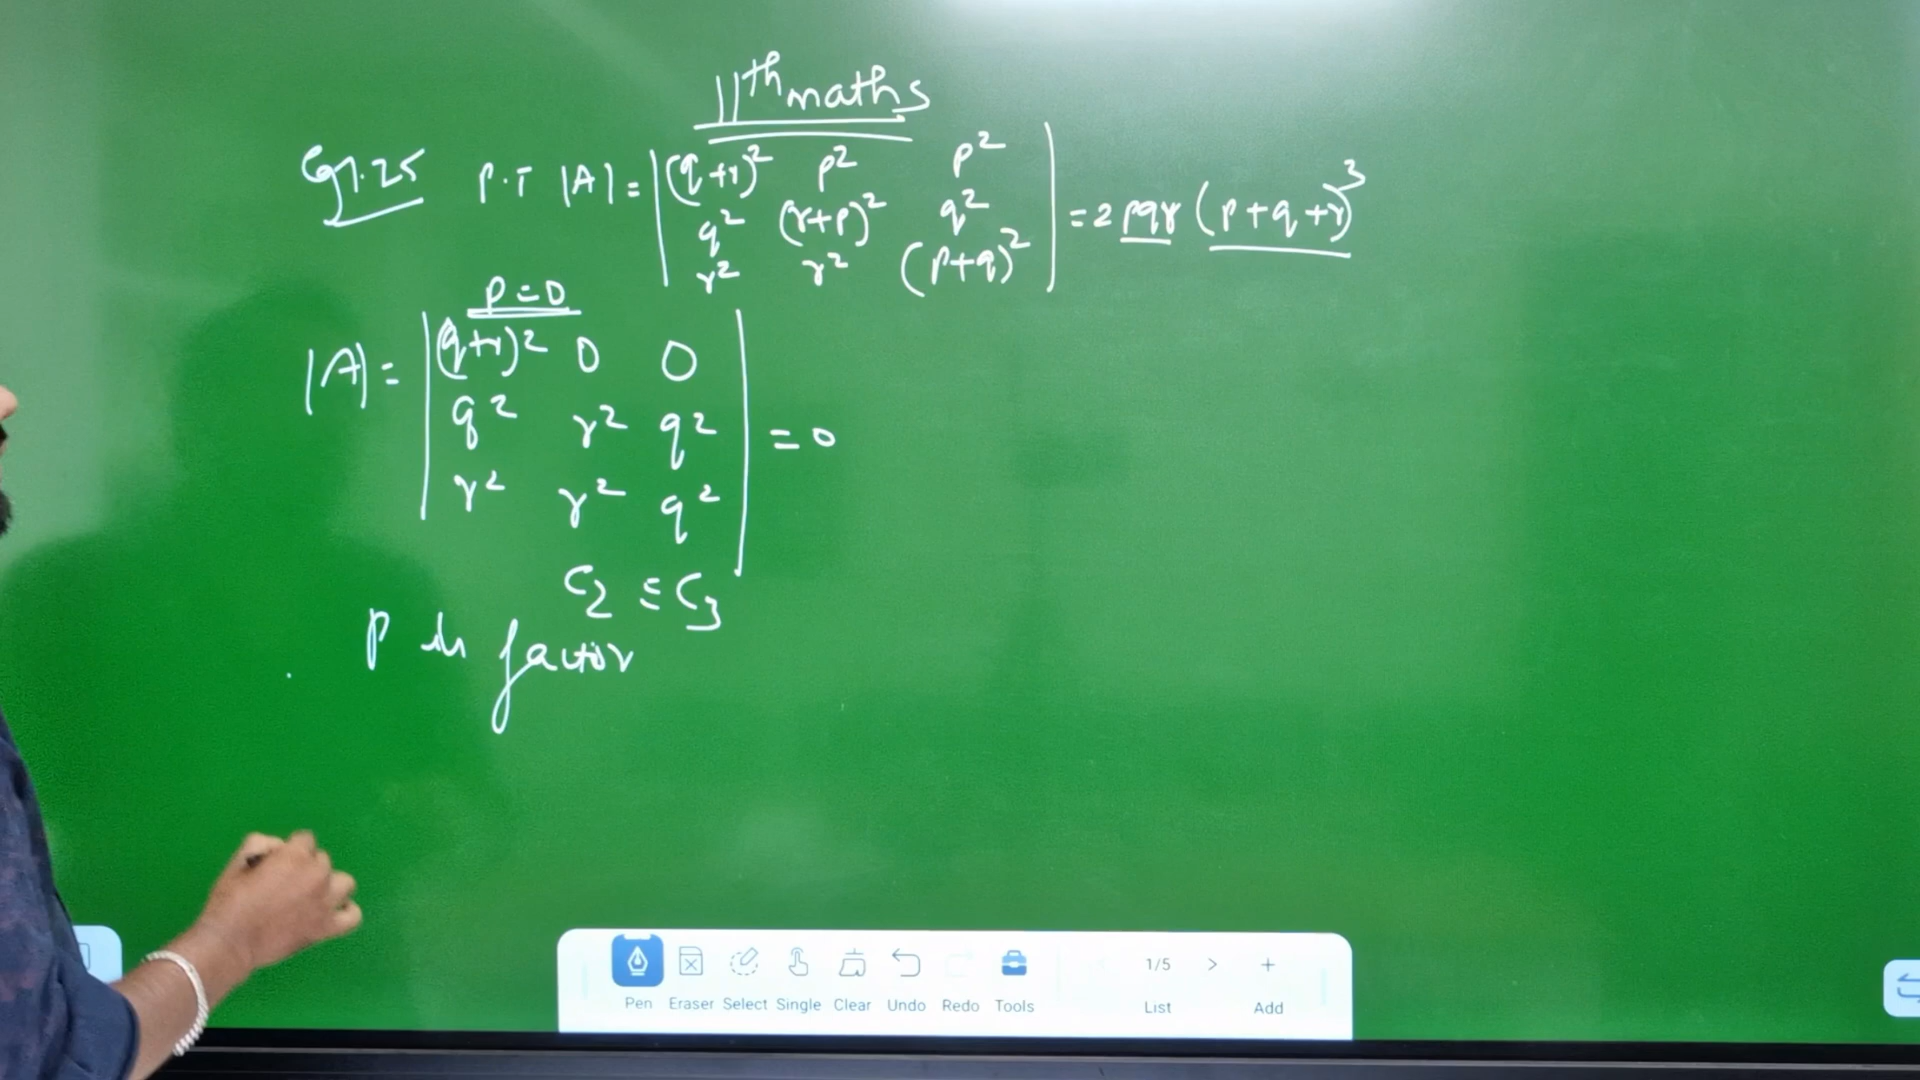 11th maths
Eg 7.25 P.T |A| = | (q+r)² p² p² | = 2pqr (p+q+r)³
q² (r+p)² q²
r² r² (p+q)²
P=0
|A| = | (q+r)² 0 0 |
q² r² q² = 0
r² r² q²
C₂ ≡ C₃
P is factor
Pen Eraser Select Single Clear Undo Redo Tools 1/5 List > + Add